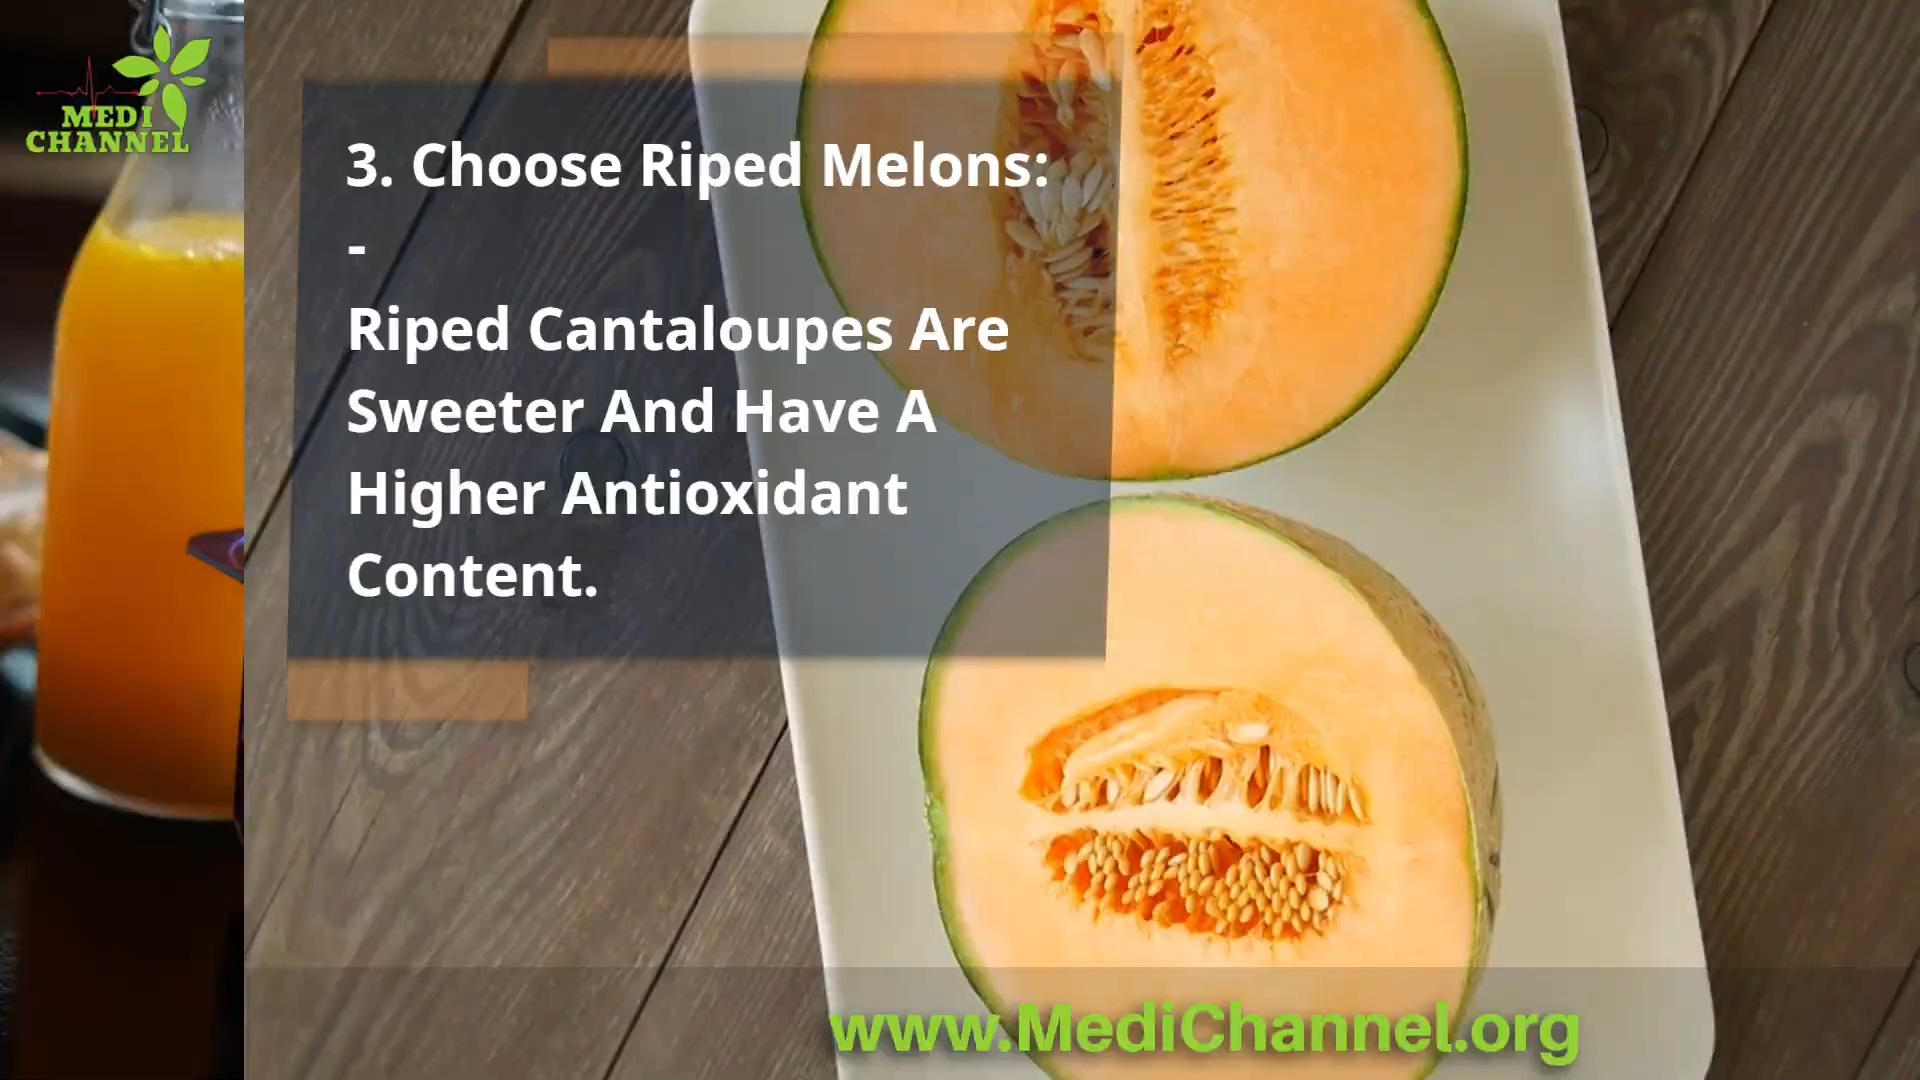 MEDI
CHANNEL
3. Choose Riped Melons:
-
Riped Cantaloupes Are
Sweeter And Have A
Higher Antioxidant
Content.
www.MediChannel.org